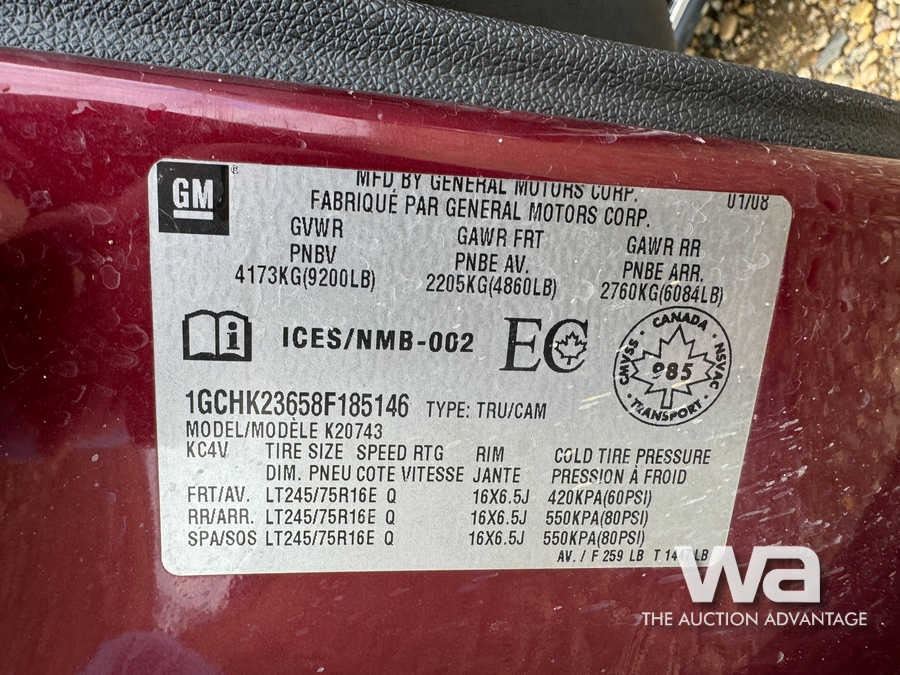 GM ®
MFD BY GENERAL MOTORS CORP. 01/08
FABRIQUÉ PAR GENERAL MOTORS CORP.
GVWR GAWR FRT GAWR RR
PNBV PNBE AV. PNBE ARR.
4173KG(9200LB) 2205KG(4860LB) 2760KG(6084LB)
i ICES/NMB-002 EC
CANADA NSVAC TRANSPORT CMVSS
985
1GCHK23658F185146 TYPE: TRU/CAM
MODEL/MODÈLE K20743
KC4V TIRE SIZE SPEED RTG RIM COLD TIRE PRESSURE
DIM. PNEU COTE VITESSE JANTE PRESSION À FROID
FRT/AV. LT245/75R16E Q 16X6.5J 420KPA(60PSI)
RR/ARR. LT245/75R16E Q 16X6.5J 550KPA(80PSI)
SPA/SOS LT245/75R16E Q 16X6.5J 550KPA(80PSI)
AV. / F 259 LB T LB
wa
THE AUCTION ADVANTAGE